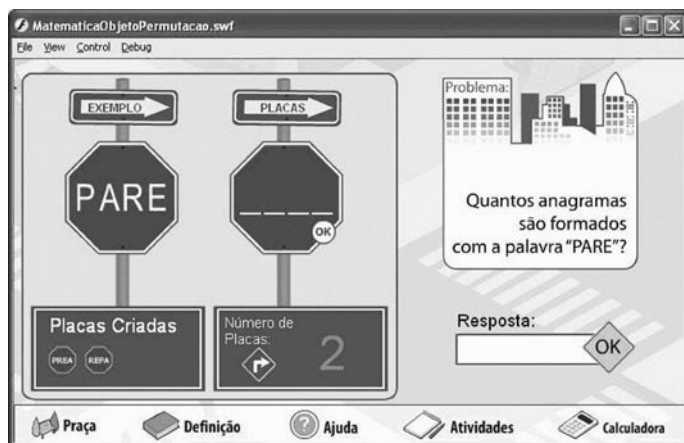 MatematicaObjetoPermutacao.swf
File View Control Debug
EXEMPLO
PLACAS
PARE
OK
Placas Criadas
PREA REPA
Número de
Placas:
2
Problema:
Quantos anagramas
são formados
com a palavra "PARE"?
Resposta:
OK
Praça Definição Ajuda Atividades Calculadora